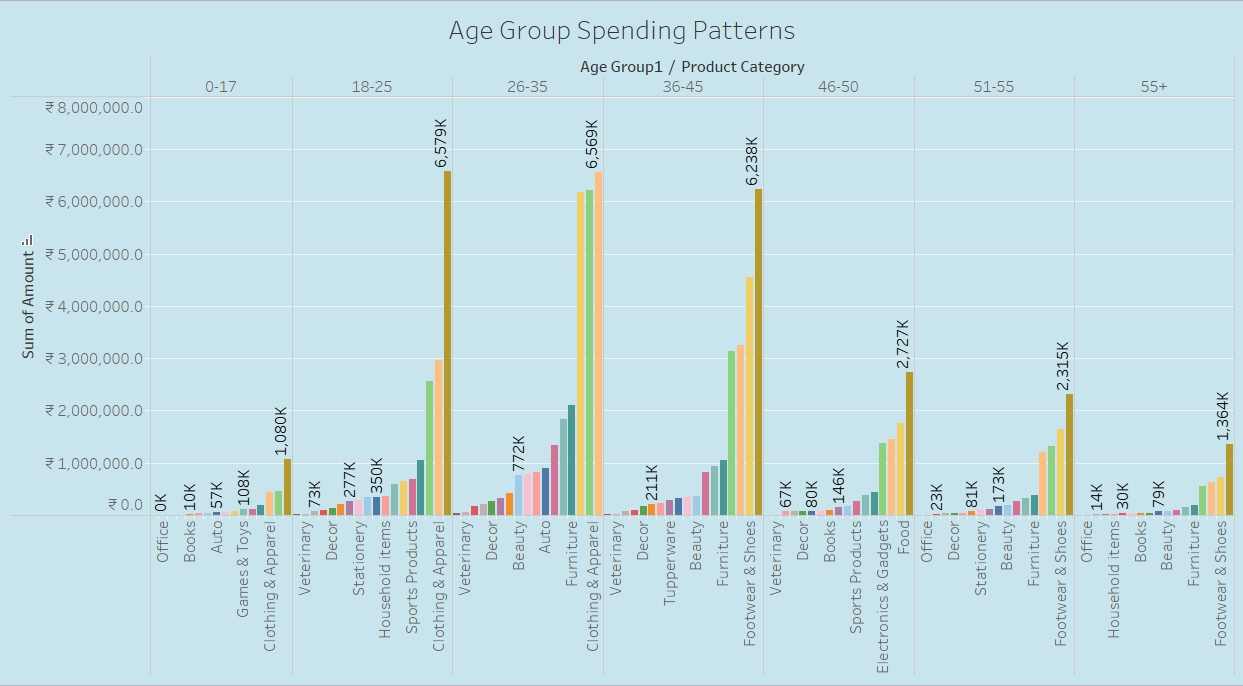 Age Group Spending Patterns
Age Group1 / Product Category
0-17 18-25 26-35 36-45 46-50 51-55 55+
Sum of Amount
₹ 8,000,000.0
₹ 7,000,000.0
₹ 6,000,000.0
₹ 5,000,000.0
₹ 4,000,000.0
₹ 3,000,000.0
₹ 2,000,000.0
₹ 1,000,000.0
₹ 0.0
0K
10K
57K
108K
1,080K
73K
277K
350K
6,579K
772K
6,569K
211K
6,238K
67K
80K
146K
2,727K
23K
81K
173K
2,315K
14K
30K
79K
1,364K
Office
Books
Auto
Games & Toys
Clothing & Apparel
Veterinary
Decor
Stationery
Household items
Sports Products
Clothing & Apparel
Veterinary
Decor
Beauty
Auto
Furniture
Clothing & Apparel
Veterinary
Decor
Tupperware
Beauty
Furniture
Footwear & Shoes
Veterinary
Decor
Books
Sports Products
Electronics & Gadgets
Food
Office
Decor
Stationery
Beauty
Furniture
Footwear & Shoes
Office
Household items
Books
Beauty
Furniture
Footwear & Shoes